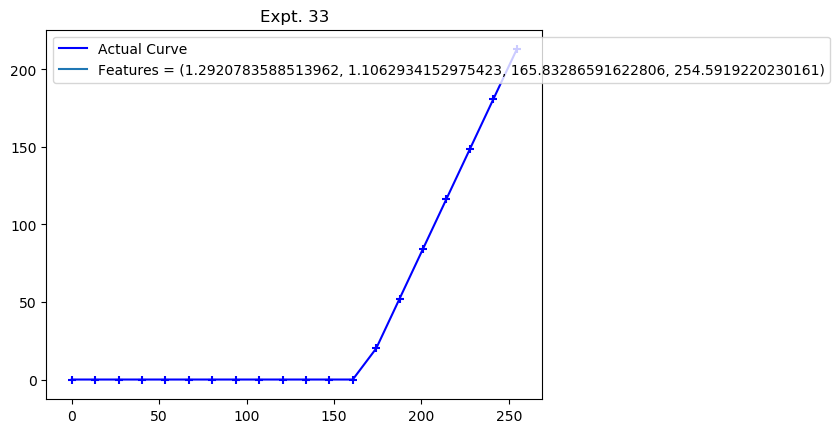 Expt. 33
Actual Curve
Features = (1.2920783588513962, 1.1062934152975423, 165.83286591622806, 254.5919220230161)
200
150
100
50
0
0 50 100 150 200 250